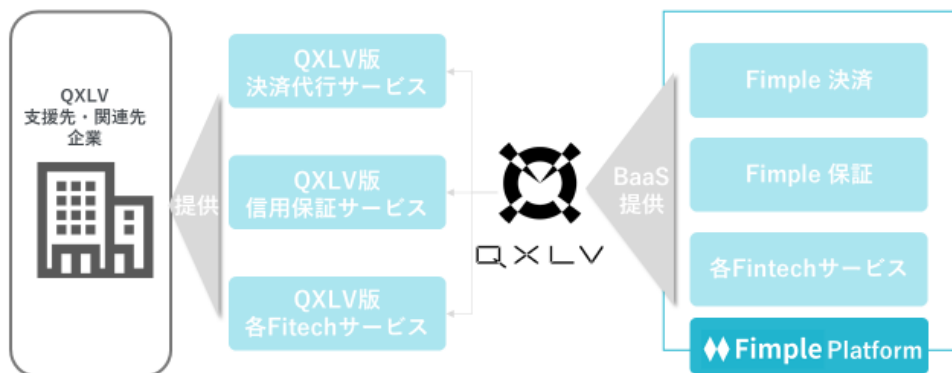 QXLV
支援先・関連先
企業
提供
QXLV版
決済代行サービス
QXLV版
信用保証サービス
QXLV版
各Fitechサービス
QXLV
BaaS
提供
Fimple 決済
Fimple 保証
各Fintechサービス
Fimple Platform